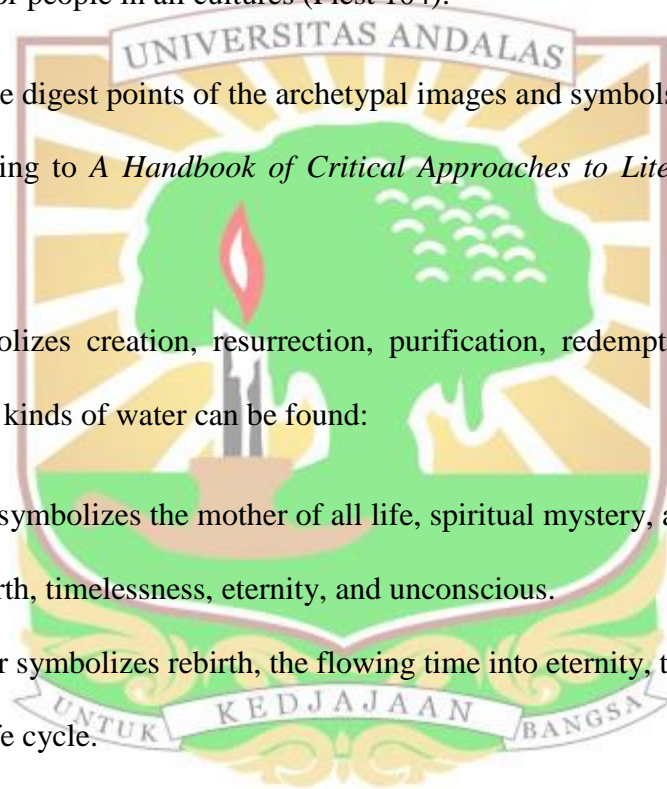 or people in all cultures (Fiest 104).
UNIVERSITAS ANDALAS
e digest points of the archetypal images and symbols
ing to A Handbook of Critical Approaches to Lite
olizes creation, resurrection, purification, redempt
kinds of water can be found:
symbolizes the mother of all life, spiritual mystery, a
rth, timelessness, eternity, and unconscious.
r symbolizes rebirth, the flowing time into eternity, t
fe cycle.
UNTUK KEDJAJAAN BANGSA